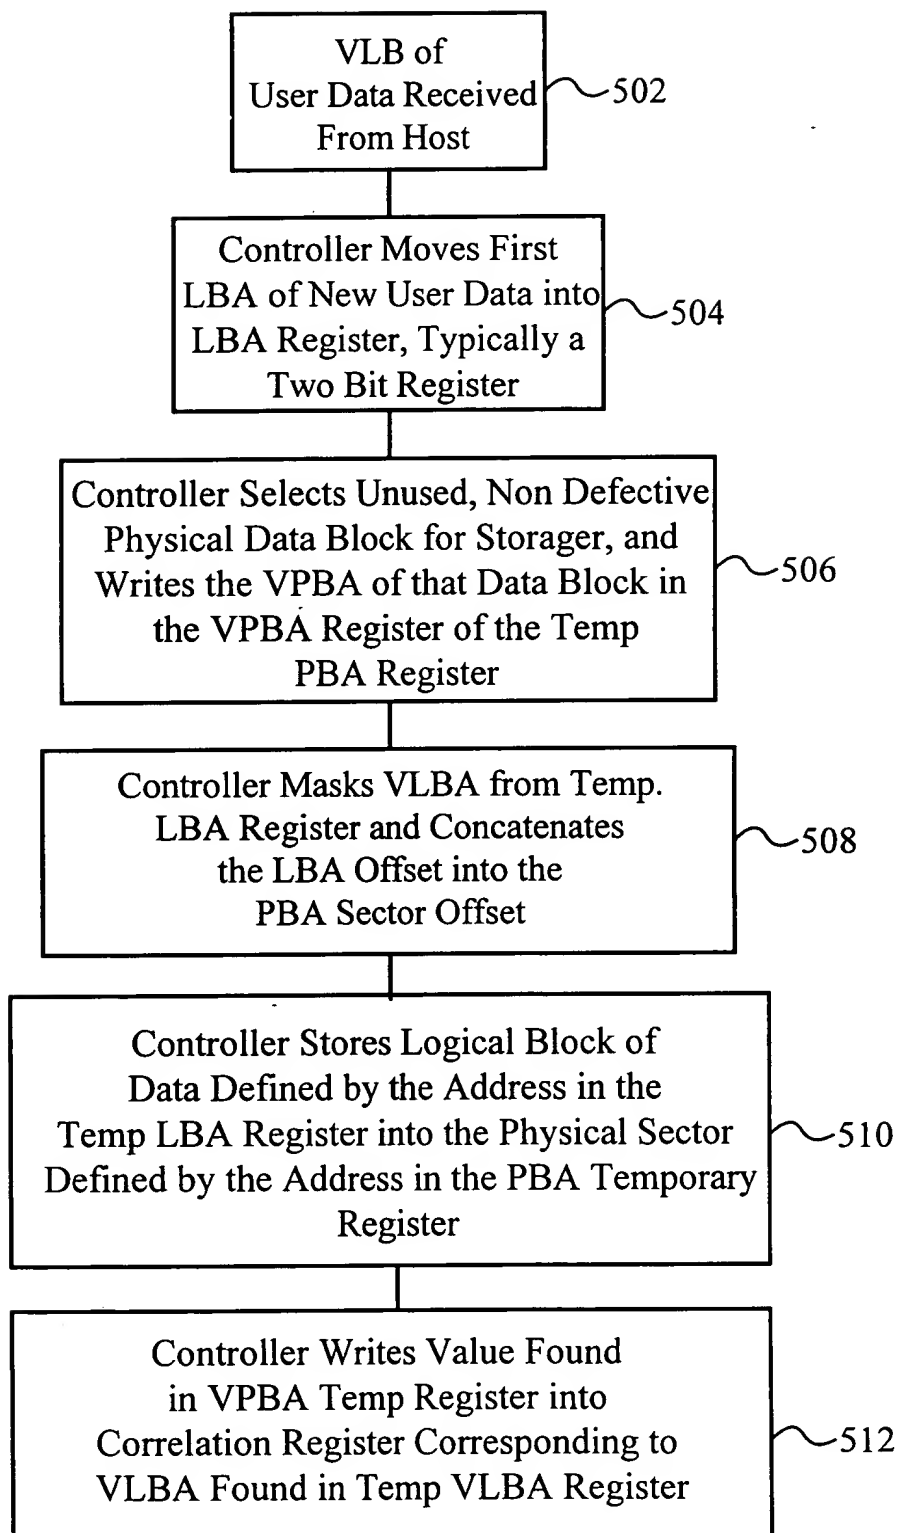 VLB of
User Data Received
From Host
502
Controller Moves First
LBA of New User Data into
LBA Register, Typically a
Two Bit Register
504
Controller Selects Unused, Non Defective
Physical Data Block for Storager, and
Writes the VPBA of that Data Block in
the VPBA Register of the Temp
PBA Register
506
Controller Masks VLBA from Temp.
LBA Register and Concatenates
the LBA Offset into the
PBA Sector Offset
508
Controller Stores Logical Block of
Data Defined by the Address in the
Temp LBA Register into the Physical Sector
Defined by the Address in the PBA Temporary
Register
510
Controller Writes Value Found
in VPBA Temp Register into
Correlation Register Corresponding to
VLBA Found in Temp VLBA Register
512